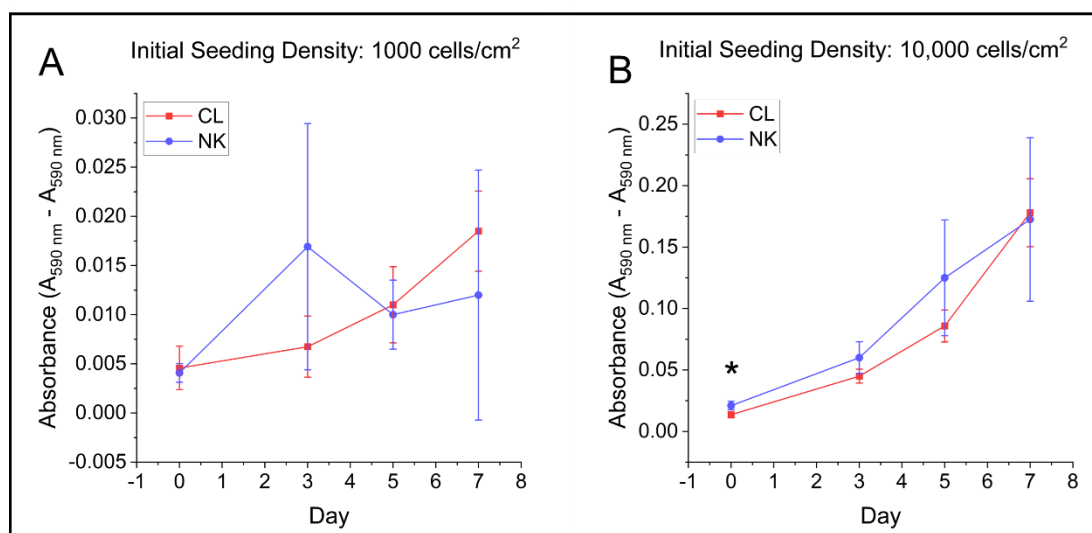 A
Initial Seeding Density: 1000 cells/cm²
CL
NK
0.030
0.025
0.020
0.015
0.010
0.005
0.000
-0.005
Absorbance (A590 nm - A590 nm)
-1 0 1 2 3 4 5 6 7 8
Day
B
Initial Seeding Density: 10,000 cells/cm²
CL
NK
0.25
0.20
0.15
0.10
0.05
0.00
Absorbance (A590 nm - A590 nm)
*
-1 0 1 2 3 4 5 6 7 8
Day